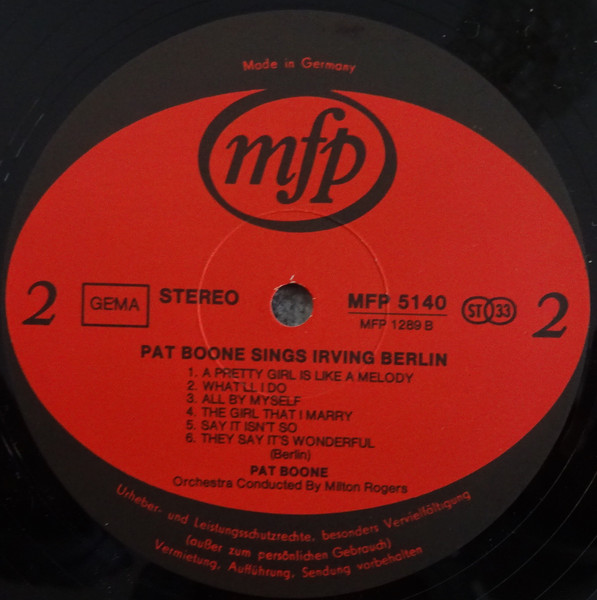 Made in Germany
mfp
2 GEMA STEREO MFP 5140 ST 33 2
MFP 1289 B
PAT BOONE SINGS IRVING BERLIN
1. A PRETTY GIRL IS LIKE A MELODY
2. WHAT'LL I DO
3. ALL BY MYSELF
4. THE GIRL THAT I MARRY
5. SAY IT ISN'T SO
6. THEY SAY IT'S WONDERFUL
(Berlin)
PAT BOONE
Orchestra Conducted By Milton Rogers
Urheber- und Leistungsschutzrechte, besonders Vervielfältigung
(außer zum persönlichen Gebrauch)
Vermietung, Aufführung, Sendung vorbehalten